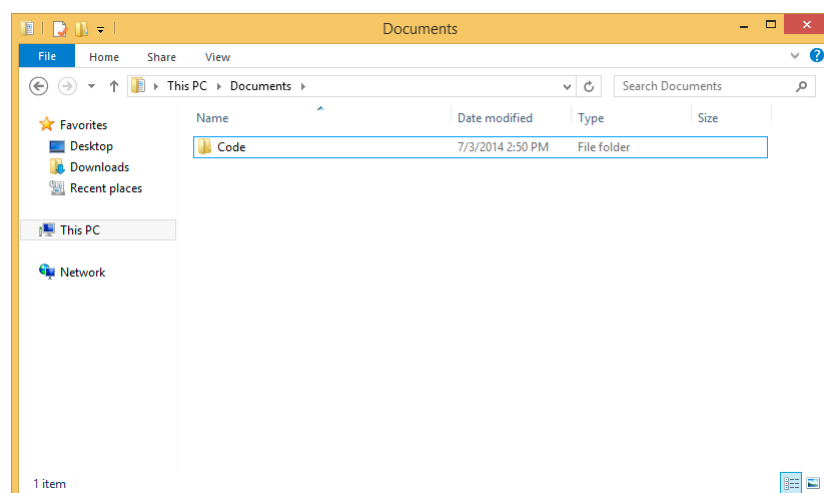 Documents
File Home Share View
This PC Documents Search Documents
Name Date modified Type Size
Favorites
Desktop
Downloads
Recent places
This PC
Network
Code 7/3/2014 2:50 PM File folder
1 item